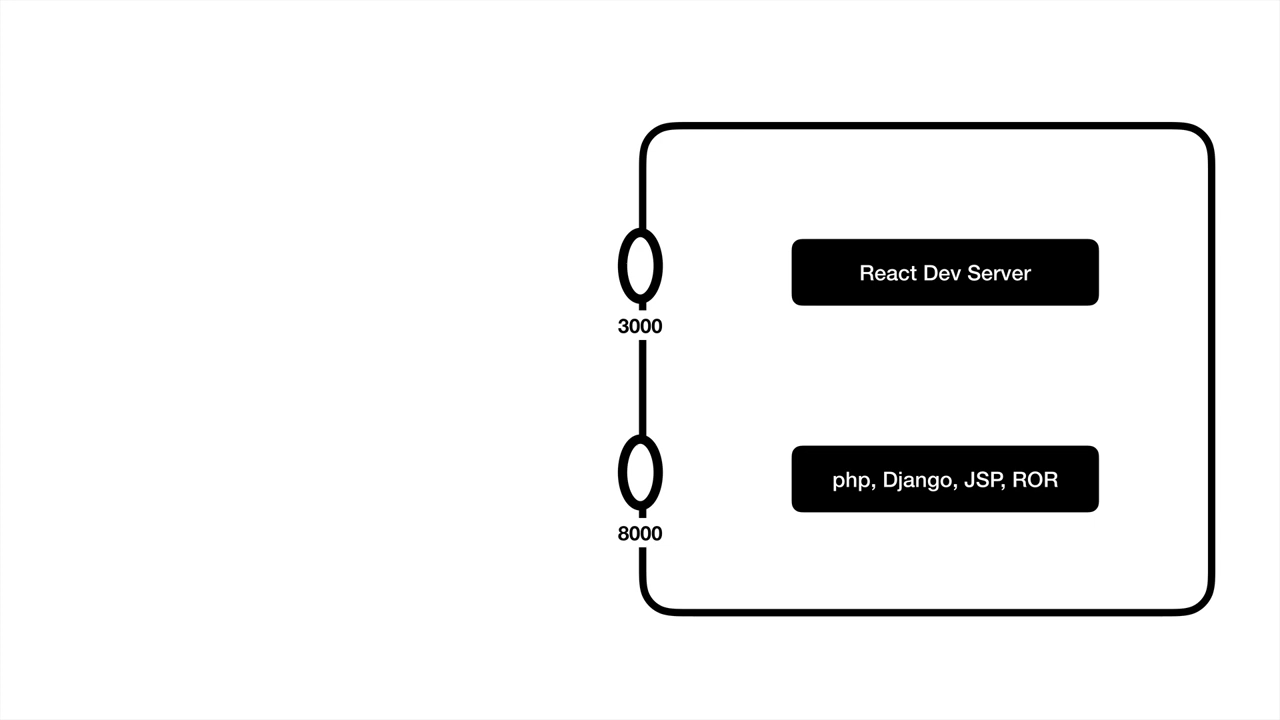 React Dev Server
3000
php, Django, JSP, ROR
8000